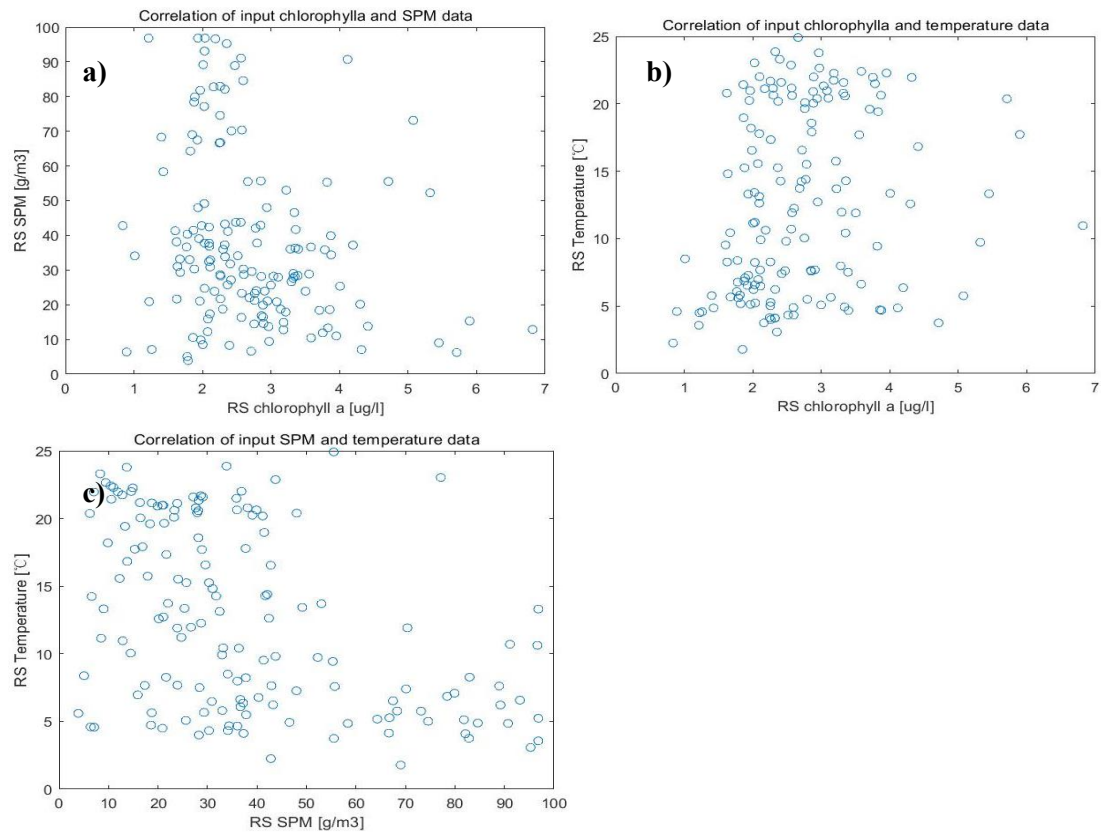 Correlation of input chlorophylla and SPM data
a)
100
90
80
70
60
50
40
30
20
10
0
RS SPM [g/m3]
0 1 2 3 4 5 6 7
RS chlorophyll a [ug/l]
Correlation of input chlorophylla and temperature data
b)
25
20
15
10
5
0
RS Temperature [℃]
0 1 2 3 4 5 6 7
RS chlorophyll a [ug/l]
Correlation of input SPM and temperature data
c)
25
20
15
10
5
0
RS Temperature [℃]
0 10 20 30 40 50 60 70 80 90 100
RS SPM [g/m3]